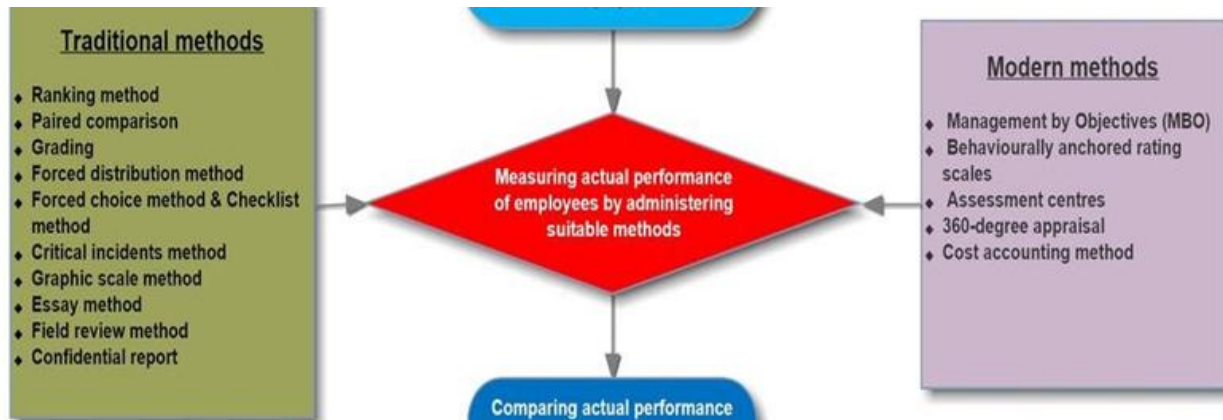 Traditional methods
Ranking method
Paired comparison
Grading
Forced distribution method
Forced choice method & Checklist
method
Critical incidents method
Graphic scale method
Essay method
Field review method
Confidential report
Measuring actual performance
of employees by administering
suitable methods
Comparing actual performance
Modern methods
Management by Objectives (MBO)
Behaviourally anchored rating
scales
Assessment centres
360-degree appraisal
Cost accounting method